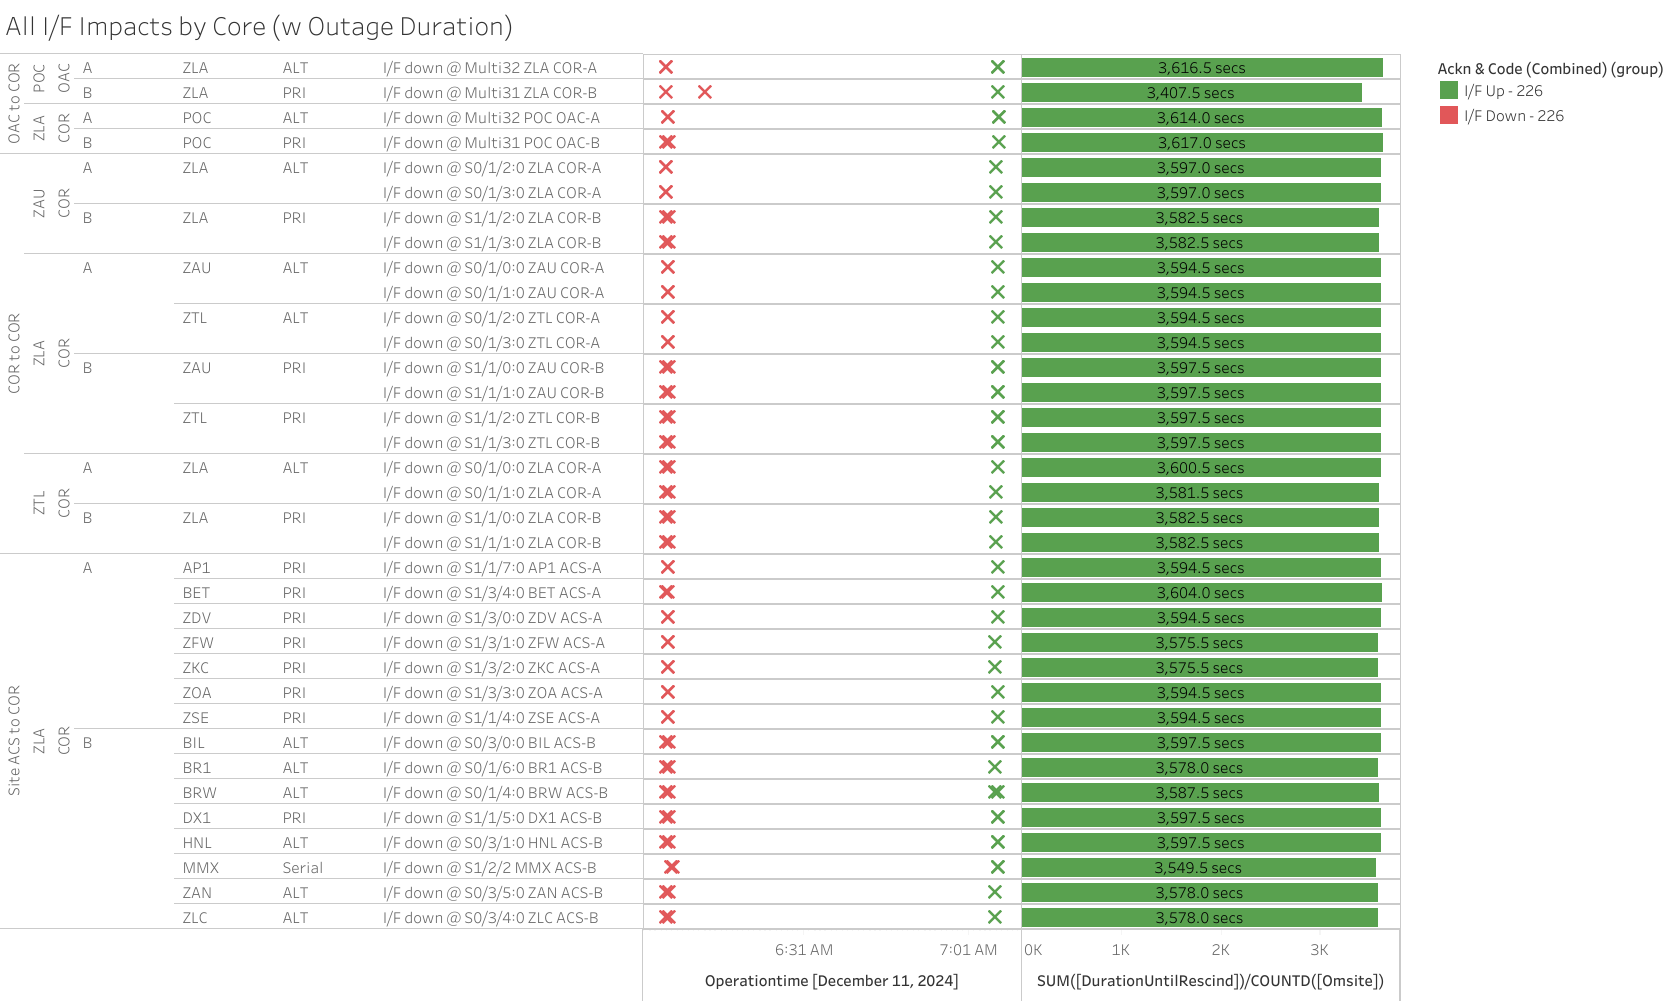 All I/F Impacts by Core (w Outage Duration)
OAC to COR POC OAC A ZLA ALT I/F down @ Multi32 ZLA COR-A 3,616.5 secs
B ZLA PRI I/F down @ Multi31 ZLA COR-B 3,407.5 secs
ZLA COR A POC ALT I/F down @ Multi32 POC OAC-A 3,614.0 secs
B POC PRI I/F down @ Multi31 POC OAC-B 3,617.0 secs
COR to COR ZAU COR A ZLA ALT I/F down @ S0/1/2:0 ZLA COR-A 3,597.0 secs
I/F down @ S0/1/3:0 ZLA COR-A 3,597.0 secs
B ZLA PRI I/F down @ S1/1/2:0 ZLA COR-B 3,582.5 secs
I/F down @ S1/1/3:0 ZLA COR-B 3,582.5 secs
ZLA COR A ZAU ALT I/F down @ S0/1/0:0 ZAU COR-A 3,594.5 secs
I/F down @ S0/1/1:0 ZAU COR-A 3,594.5 secs
ZTL ALT I/F down @ S0/1/2:0 ZTL COR-A 3,594.5 secs
I/F down @ S0/1/3:0 ZTL COR-A 3,594.5 secs
B ZAU PRI I/F down @ S1/1/0:0 ZAU COR-B 3,597.5 secs
I/F down @ S1/1/1:0 ZAU COR-B 3,597.5 secs
ZTL PRI I/F down @ S1/1/2:0 ZTL COR-B 3,597.5 secs
I/F down @ S1/1/3:0 ZTL COR-B 3,597.5 secs
ZTL COR A ZLA ALT I/F down @ S0/1/0:0 ZLA COR-A 3,600.5 secs
I/F down @ S0/1/1:0 ZLA COR-A 3,581.5 secs
B ZLA PRI I/F down @ S1/1/0:0 ZLA COR-B 3,582.5 secs
I/F down @ S1/1/1:0 ZLA COR-B 3,582.5 secs
Site ACS to COR ZLA COR A AP1 PRI I/F down @ S1/1/7:0 AP1 ACS-A 3,594.5 secs
BET PRI I/F down @ S1/3/4:0 BET ACS-A 3,604.0 secs
ZDV PRI I/F down @ S1/3/0:0 ZDV ACS-A 3,594.5 secs
ZFW PRI I/F down @ S1/3/1:0 ZFW ACS-A 3,575.5 secs
ZKC PRI I/F down @ S1/3/2:0 ZKC ACS-A 3,575.5 secs
ZOA PRI I/F down @ S1/3/3:0 ZOA ACS-A 3,594.5 secs
ZSE PRI I/F down @ S1/1/4:0 ZSE ACS-A 3,594.5 secs
B BIL ALT I/F down @ S0/3/0:0 BIL ACS-B 3,597.5 secs
BR1 ALT I/F down @ S0/1/6:0 BR1 ACS-B 3,578.0 secs
BRW ALT I/F down @ S0/1/4:0 BRW ACS-B 3,587.5 secs
DX1 PRI I/F down @ S1/1/5:0 DX1 ACS-B 3,597.5 secs
HNL ALT I/F down @ S0/3/1:0 HNL ACS-B 3,597.5 secs
MMX Serial I/F down @ S1/2/2 MMX ACS-B 3,549.5 secs
ZAN ALT I/F down @ S0/3/5:0 ZAN ACS-B 3,578.0 secs
ZLC ALT I/F down @ S0/3/4:0 ZLC ACS-B 3,578.0 secs
6:31 AM 7:01 AM 0K 1K 2K 3K
Operationtime [December 11, 2024] SUM([DurationUntilRescind])/COUNTD([Omsite])
Ackn & Code (Combined) (group)
I/F Up - 226
I/F Down - 226